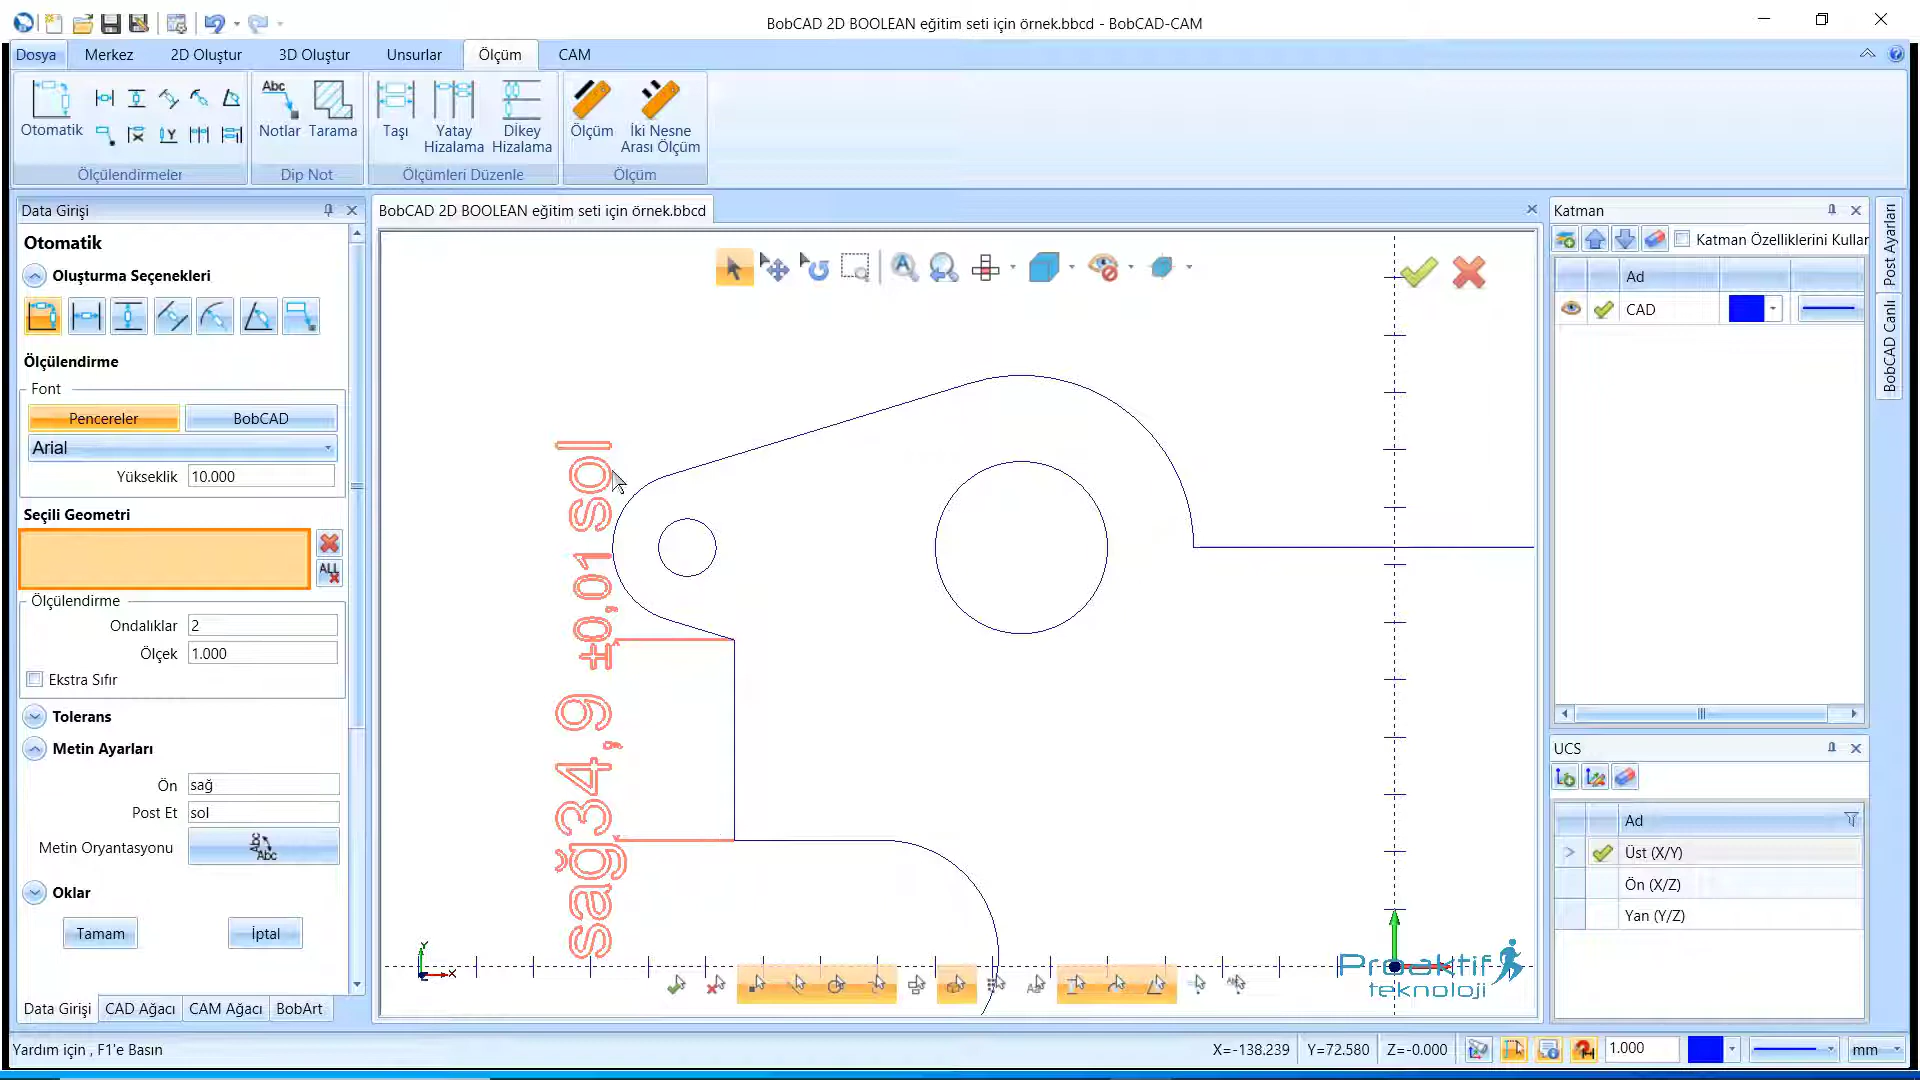 BobCAD 2D BOOLEAN eğitim seti için örnek.bbcd - BobCAD-CAM
Dosya Merkez 2D Oluştur 3D Oluştur Unsurlar Ölçüm CAM
Otomatik
Abc
Notlar Tarama
Taşı Yatay Hizalama Dİkey Hizalama
Ölçüm İki Nesne Arası Ölçüm
Ölçülendirmeler Dip Not Ölçümleri Düzenle Ölçüm
Data Girişi
Otomatik
Oluşturma Seçenekleri
Ölçülendirme
Font
Pencereler BobCAD
Arial
Yükseklik 10.000
Seçili Geometri
ALL
Ölçülendirme
Ondalıklar 2
Ölçek 1.000
Ekstra Sıfır
Tolerans
Metin Ayarları
Ön sağ
Post Et sol
Metin Oryantasyonu
Abc
Oklar
Tamam İptal
Data Girişi CAD Ağacı CAM Ağacı BobArt
BobCAD 2D BOOLEAN eğitim seti için örnek.bbcd
sağ34,9 ±0,01 sol
Y
X
Proaktif
teknoloji
Katman
Katman Özelliklerini Kullar
Ad
CAD
Post Ayarları
BobCAD Canlı
UCS
Ad
Üst (X/Y)
Ön (X/Z)
Yan (Y/Z)
Yardım için , F1'e Basın
X=-138.239 Y=72.580 Z=-0.000
1.000
mm